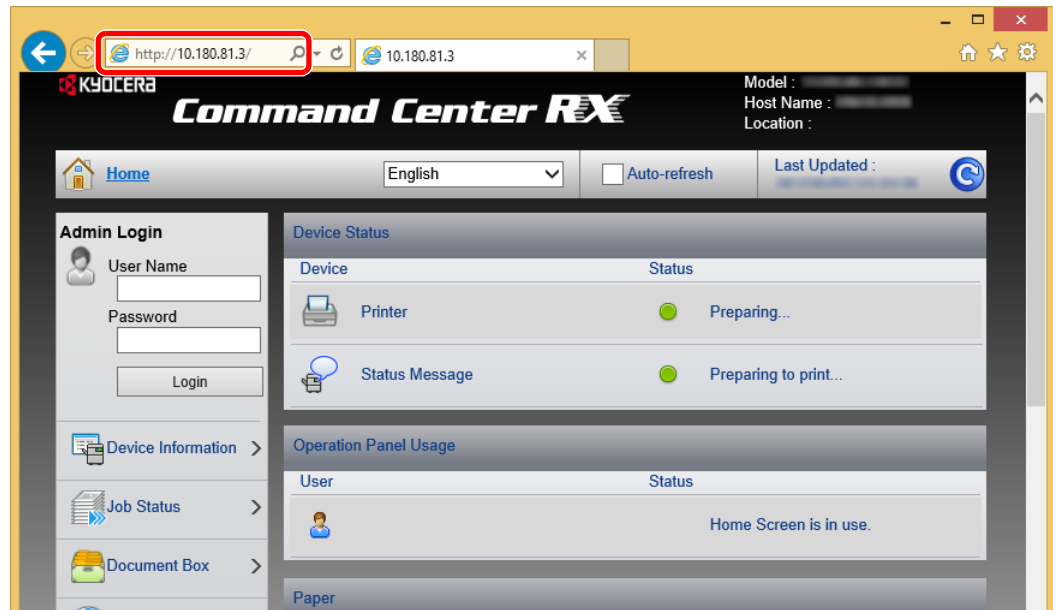 http://10.180.81.3/
10.180.81.3
KYOCERA
Command Center RX
Model :
Host Name :
Location :
Home
English
Auto-refresh
Last Updated :
Admin Login
User Name
Password
Login
Device Information
Job Status
Document Box
Device Status
Device Status
Printer Preparing...
Status Message Preparing to print...
Operation Panel Usage
User Status
Home Screen is in use.
Paper